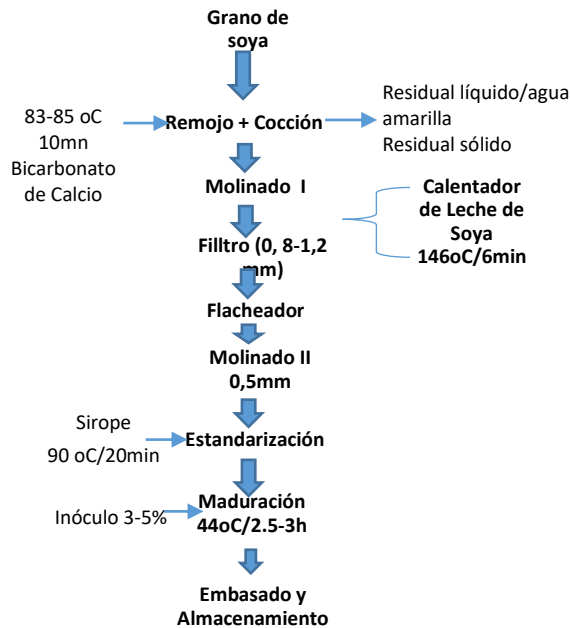 Grano de
soya
83-85 oC
10mn
Bicarbonato
de Calcio
Remojo + Cocción
Residual líquido/agua
amarilla
Residual sólido
Molinado I
Calentador
de Leche de
Soya
146oC/6min
Filltro (0, 8-1,2
mm)
Flacheador
Molinado II
0,5mm
Sirope
90 oC/20min
Estandarización
Inóculo 3-5%
Maduración
44oC/2.5-3h
Embasado y
Almacenamiento